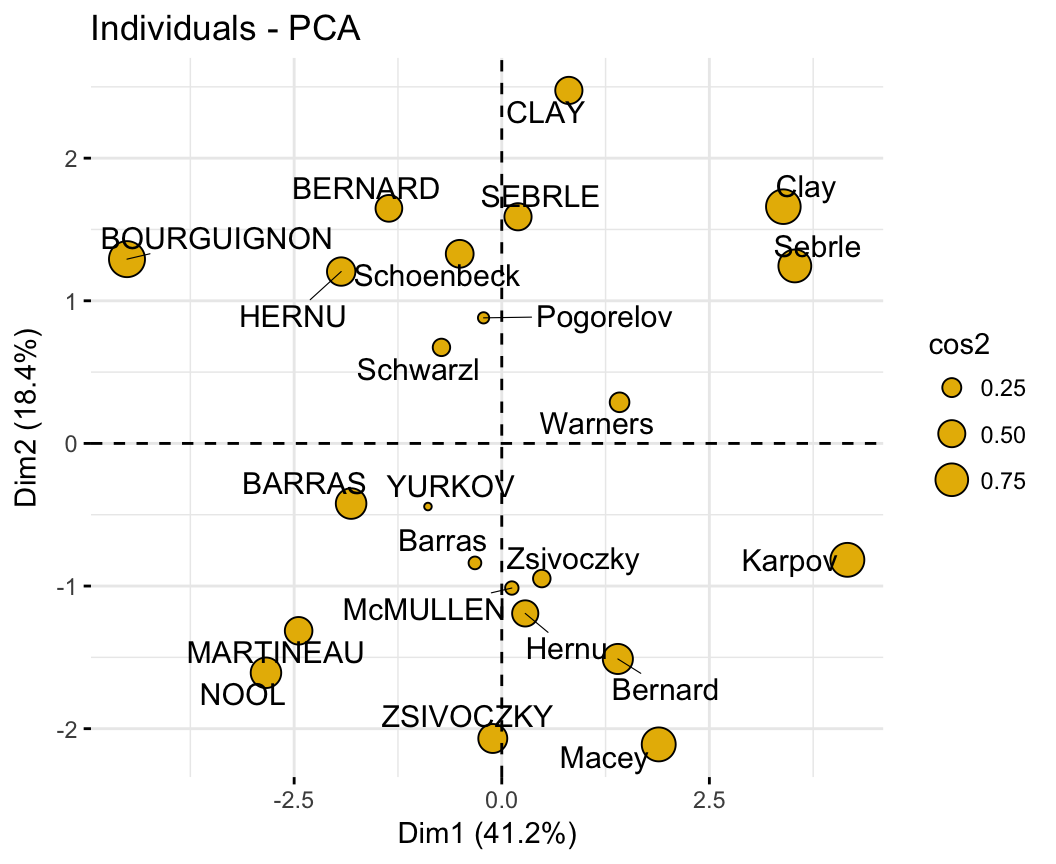 Individuals - PCA
CLAY
BERNARD
SEBRLE
Clay
BOURGUIGNON
Sebrle
Schoenbeck
HERNU
Pogorelov
Schwarzl
Warners
BARRAS
YURKOV
Barras
Zsivoczky
Karpov
McMULLEN
Hernu
MARTINEAU
NOOL
Bernard
ZSIVOCZKY
Macey
2
1
0
-1
-2
Dim2 (18.4%)
-2.5
0.0
2.5
Dim1 (41.2%)
cos2
0.25
0.50
0.75